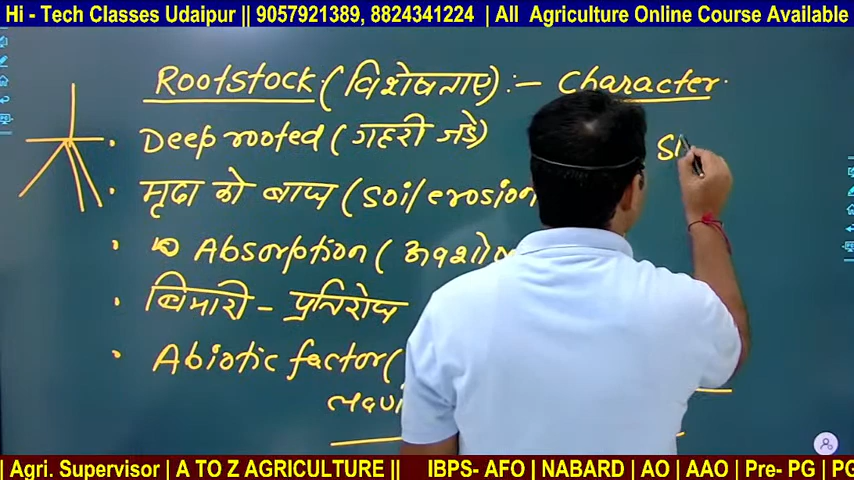 Hi - Tech Classes Udaipur || 9057921389, 8824341224 | All Agriculture Online Course Available
Rootstock (विशेषताए) :- Character
Deep rooted (गहरी जडे)
मृदा को बाध (soil erosion
Absorption (अवशोष
बिमारी - प्रतिरोध
Abiotic factor (
लवण
| Agri. Supervisor | A TO Z AGRICULTURE || IBPS- AFO | NABARD | AO | AAO | Pre- PG | PG